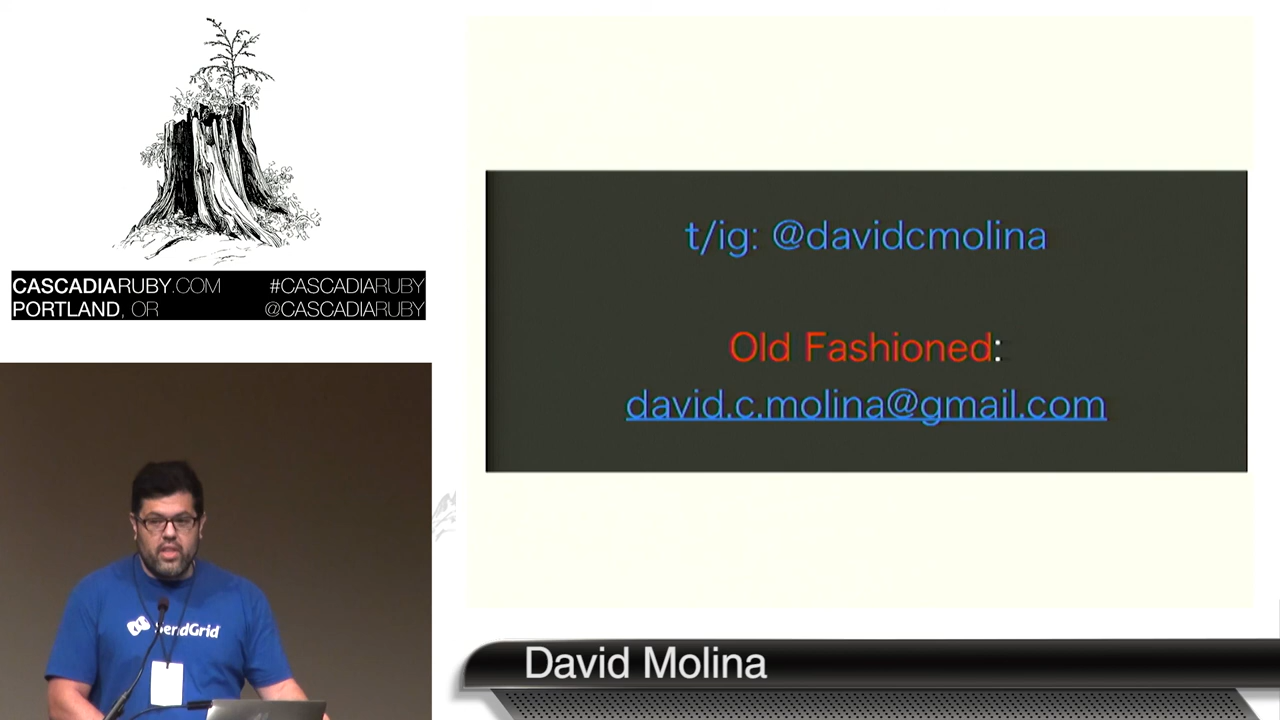 CASCADIARUBY.COM #CASCADIARUBY
PORTLAND, OR @CASCADIARUBY
t/ig: @davidcmolina
Old Fashioned:
david.c.molina@gmail.com
SendGrid
David Molina